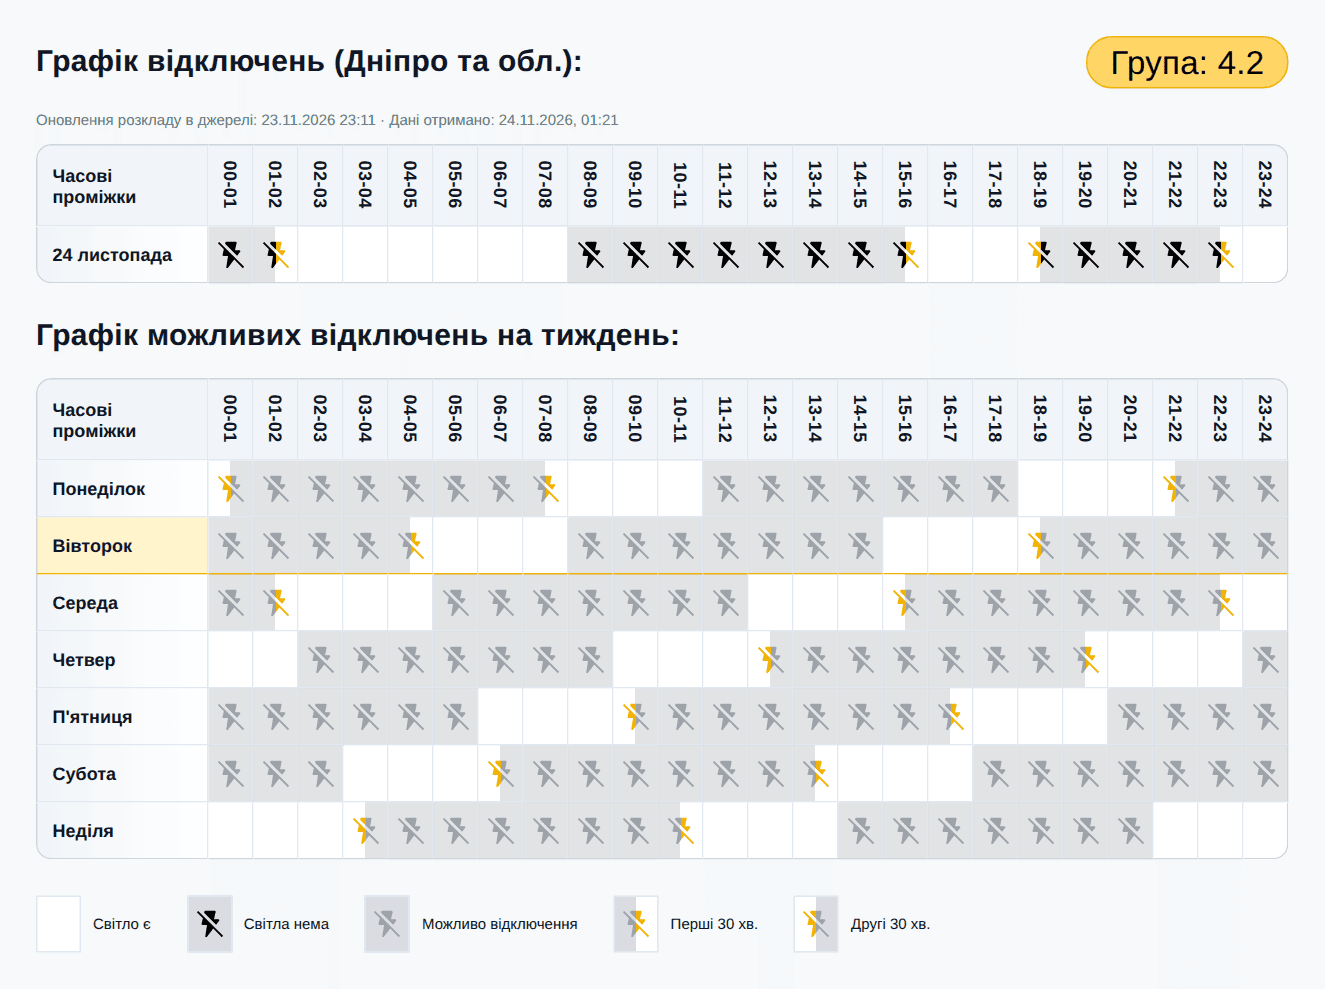 Графік відключень (Дніпро та обл.):
Група: 4.2
Оновлення розкладу в джерелі: 23.11.2026 23:11 · Дані отримано: 24.11.2026, 01:21
Часові
проміжки
00-01 01-02 02-03 03-04 04-05 05-06 06-07 07-08 08-09 09-10 10-11 11-12 12-13 13-14 14-15 15-16 16-17 17-18 18-19 19-20 20-21 21-22 22-23 23-24
24 листопада
Графік можливих відключень на тиждень:
Часові
проміжки
00-01 01-02 02-03 03-04 04-05 05-06 06-07 07-08 08-09 09-10 10-11 11-12 12-13 13-14 14-15 15-16 16-17 17-18 18-19 19-20 20-21 21-22 22-23 23-24
Понеділок
Вівторок
Середа
Четвер
П'ятниця
Субота
Неділя
Світло є
Світла нема
Можливо відключення
Перші 30 хв.
Другі 30 хв.